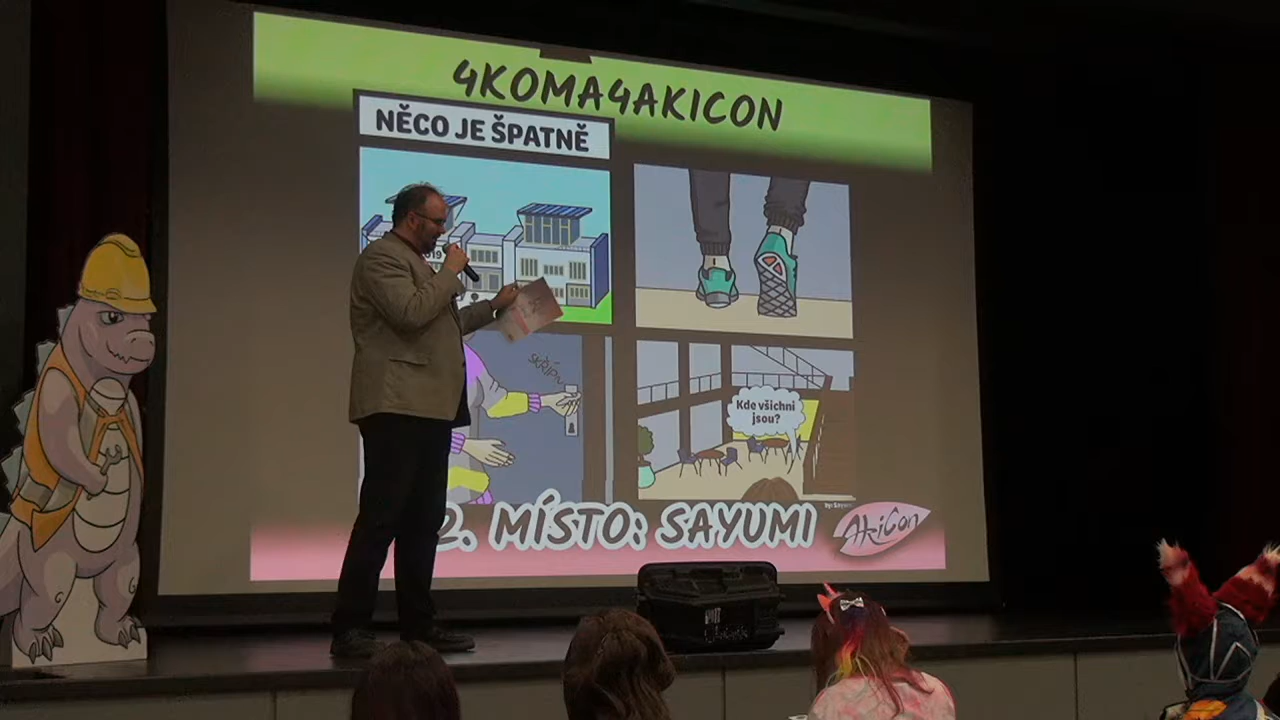 4KOMA4AKICON
NĚCO JE ŠPATNĚ
Kde všichni
jsou?
2. MÍSTO: SAYUMI
AkiCon